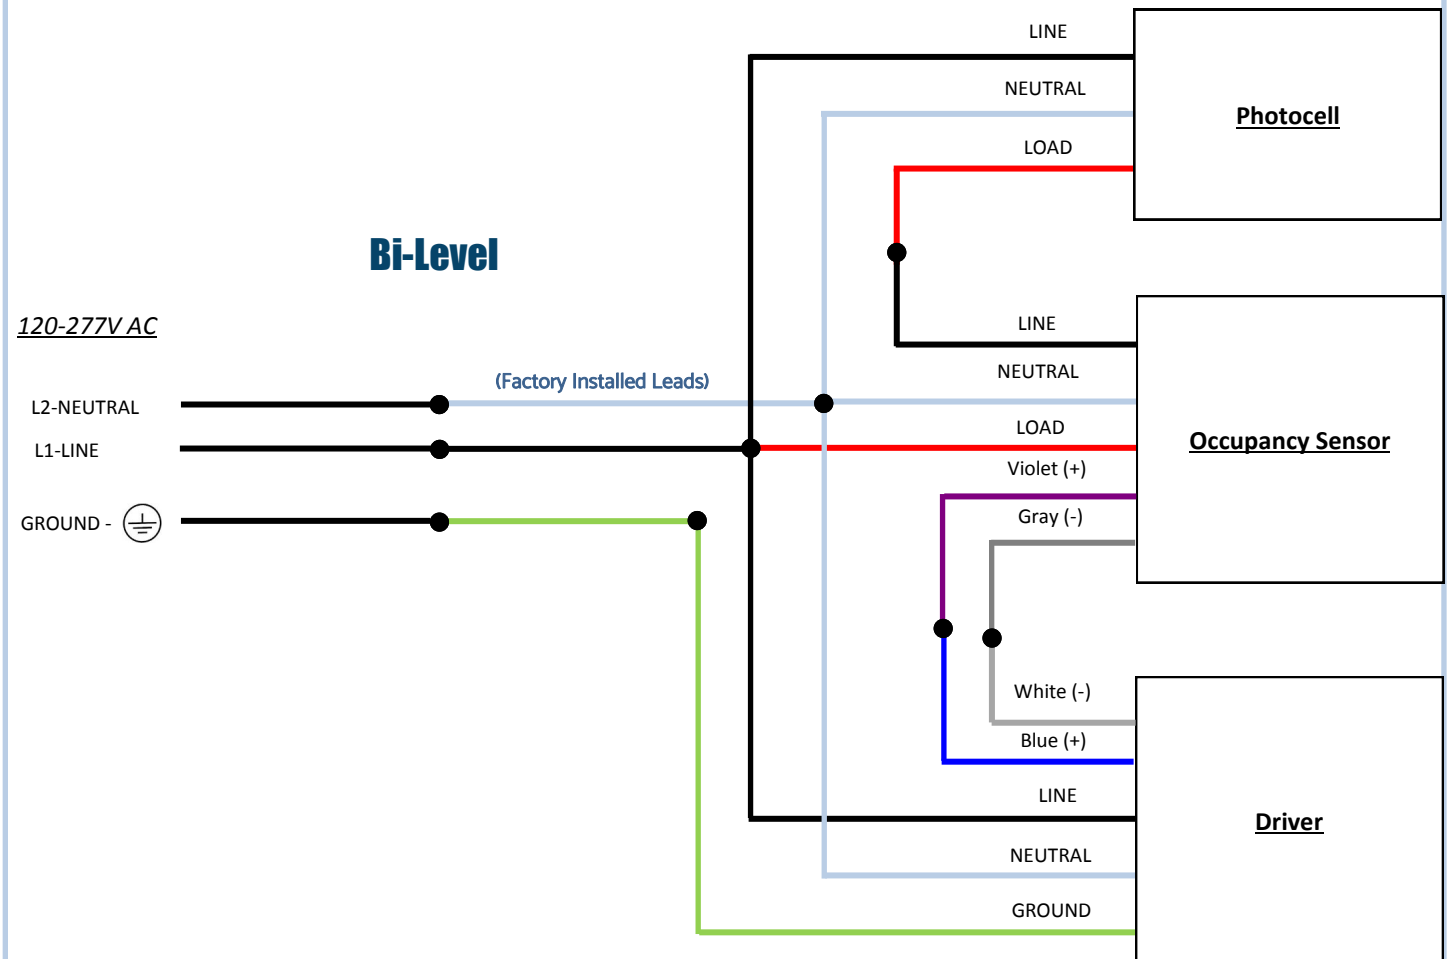 LINE
NEUTRAL
Photocell
LOAD
Bi-Level
120-277V AC
LINE
NEUTRAL
(Factory Installed Leads)
L2-NEUTRAL
LOAD
Occupancy Sensor
L1-LINE
Violet (+)
GROUND -
Gray (-)
White (-)
Blue (+)
LINE
Driver
NEUTRAL
GROUND